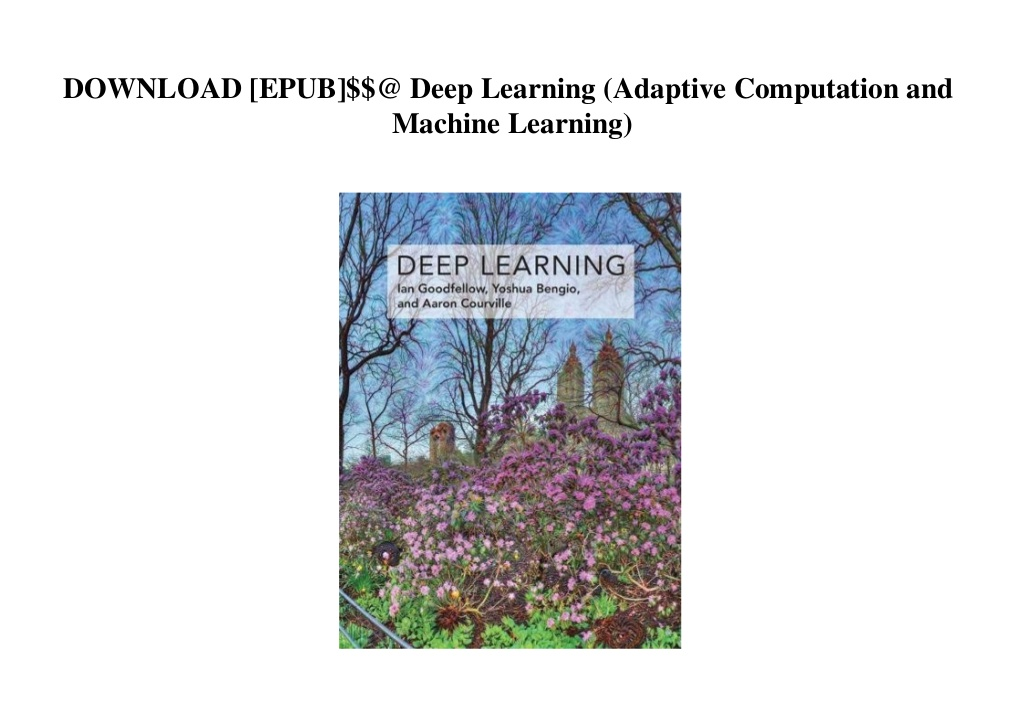 DOWNLOAD [EPUB]$$@ Deep Learning (Adaptive Computation and
Machine Learning)
DEEP LEARNING
Ian Goodfellow, Yoshua Bengio,
and Aaron Courville